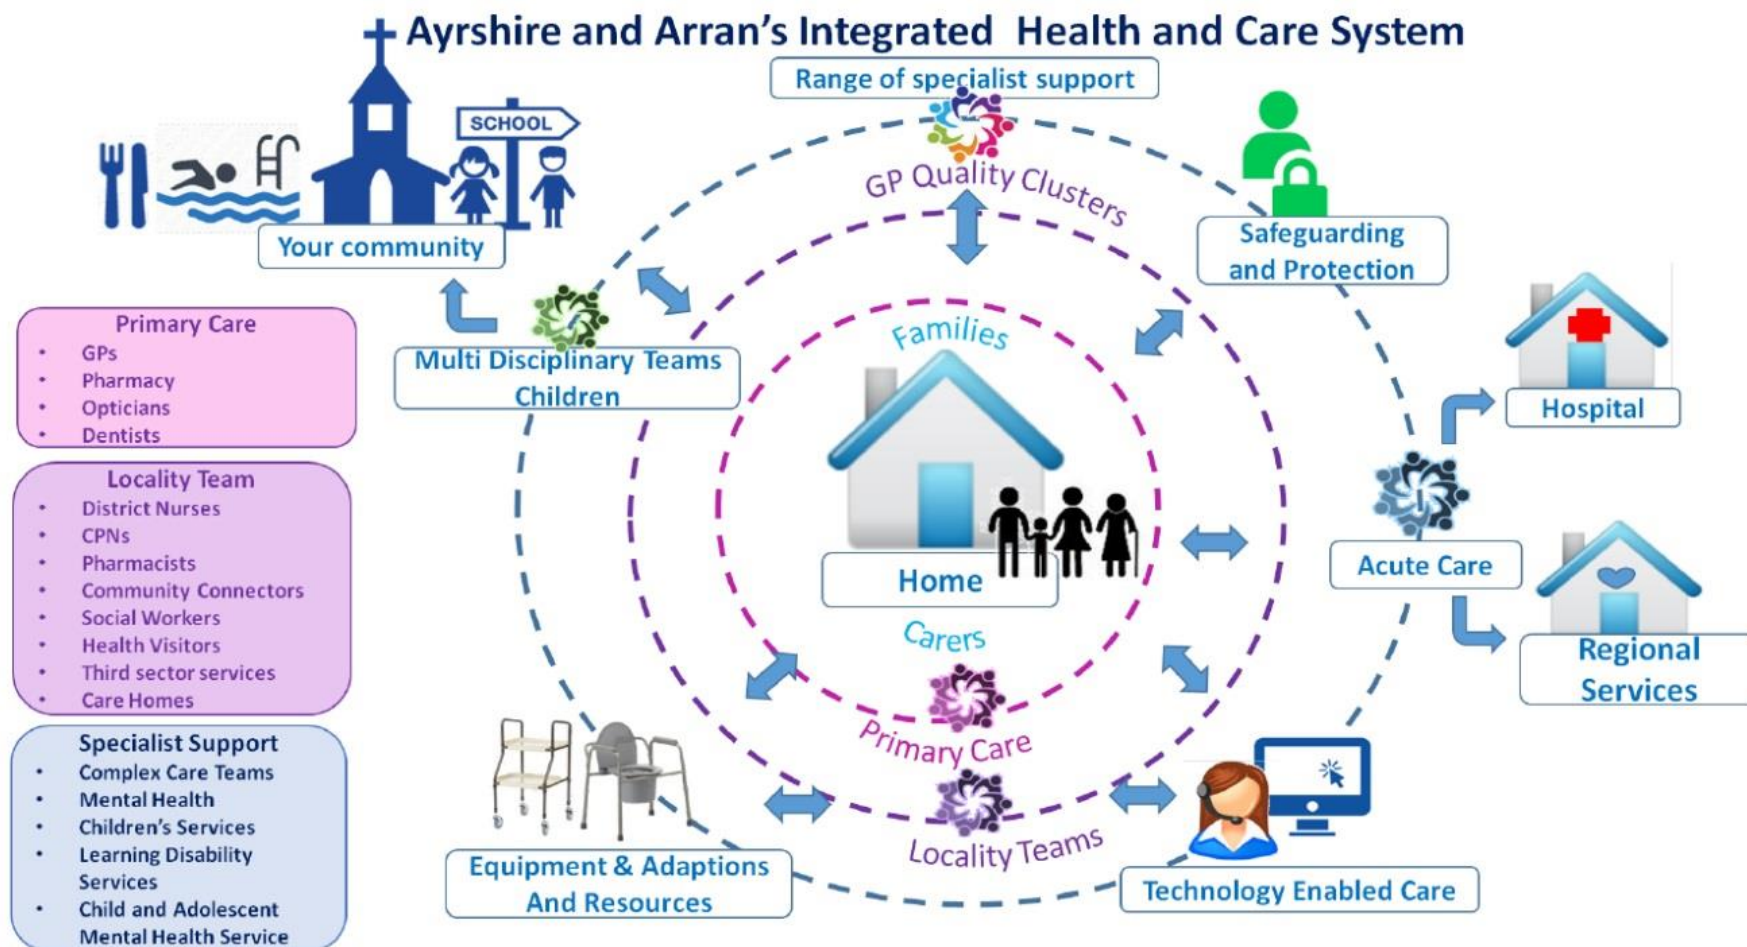 Ayrshire and Arran's Integrated Health and Care System
Range of specialist support
SCHOOL
GP Quality Clusters
Your community
Safeguarding
and Protection
Primary Care
• GPs
• Pharmacy
• Opticians
• Dentists
Multi Disciplinary Teams
Children
Families
Hospital
Locality Team
• District Nurses
• CPNs
• Pharmacists
• Community Connectors
• Social Workers
• Health Visitors
• Third sector services
• Care Homes
Home
Acute Care
Carers
Regional
Services
Primary Care
Specialist Support
• Complex Care Teams
• Mental Health
• Children's Services
• Learning Disability
Services
• Child and Adolescent
Mental Health Service
Locality Teams
Equipment & Adaptions
And Resources
Technology Enabled Care